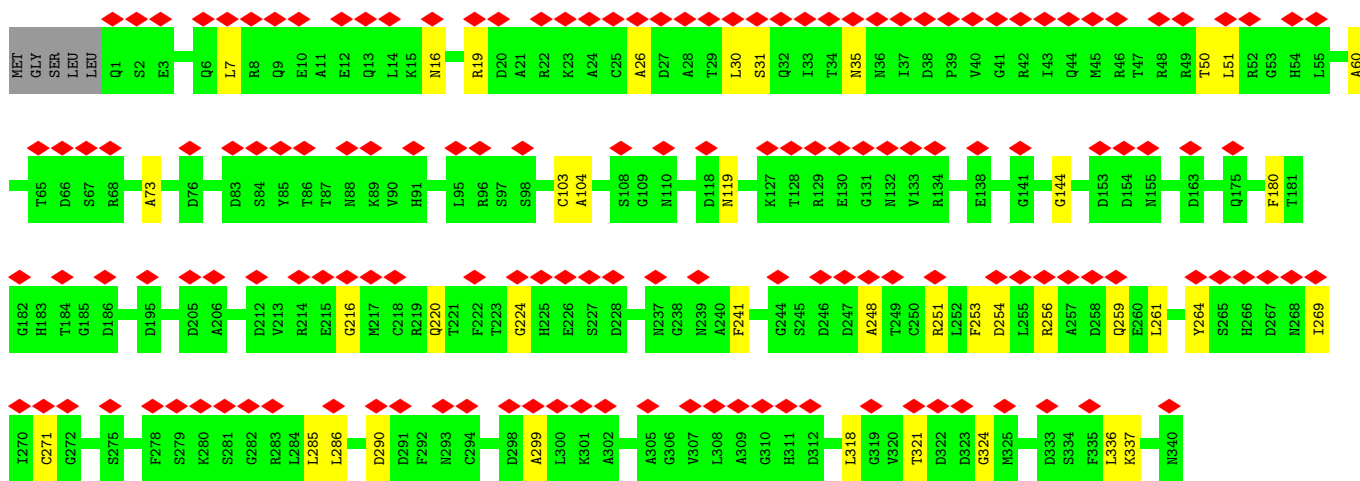 MET GLY SER LEU LEU Q1 S2 E3 Q6 L7 R8 Q9 E10 A11 E12 Q13 L14 K15 N16 R19 D20 A21 R22 K23 A24 C25 A26 D27 A28 T29 L30 S31 Q32 I33 T34 N35 N36 I37 D38 P39 V40 G41 R42 I43 Q44 M45 R46 T47 R48 R49 T50 L51 R52 G53 H54 L55 A60
T65 D66 S67 R68 A73 D76 D83 S84 Y85 T86 T87 N88 K89 V90 H91 L95 R96 S97 S98 C103 A104 S108 G109 N110 D118 N119 K127 T128 R129 E130 G131 N132 V133 R134 E138 G141 G144 D153 D154 N155 D163 Q175 F180 T181
G182 H183 T184 G185 D186 D195 D205 A206 D212 V213 R214 E215 G216 M217 C218 R219 Q220 T221 F222 T223 G224 H225 E226 S227 D228 N237 G238 N239 A240 F241 G244 S245 D246 D247 A248 T249 C250 R251 L252 F253 D254 L255 R256 A257 D258 Q259 E260 L261 Y264 S265 H266 D267 N268 I269
I270 C271 G272 S275 F278 S279 K280 S281 G282 R283 L284 L285 L286 D290 D291 F292 N293 C294 D298 A299 L300 K301 A302 A305 G306 V307 L308 A309 G310 H311 D312 L318 G319 V320 T321 D322 D323 G324 M325 D333 S334 F335 L336 K337 N340